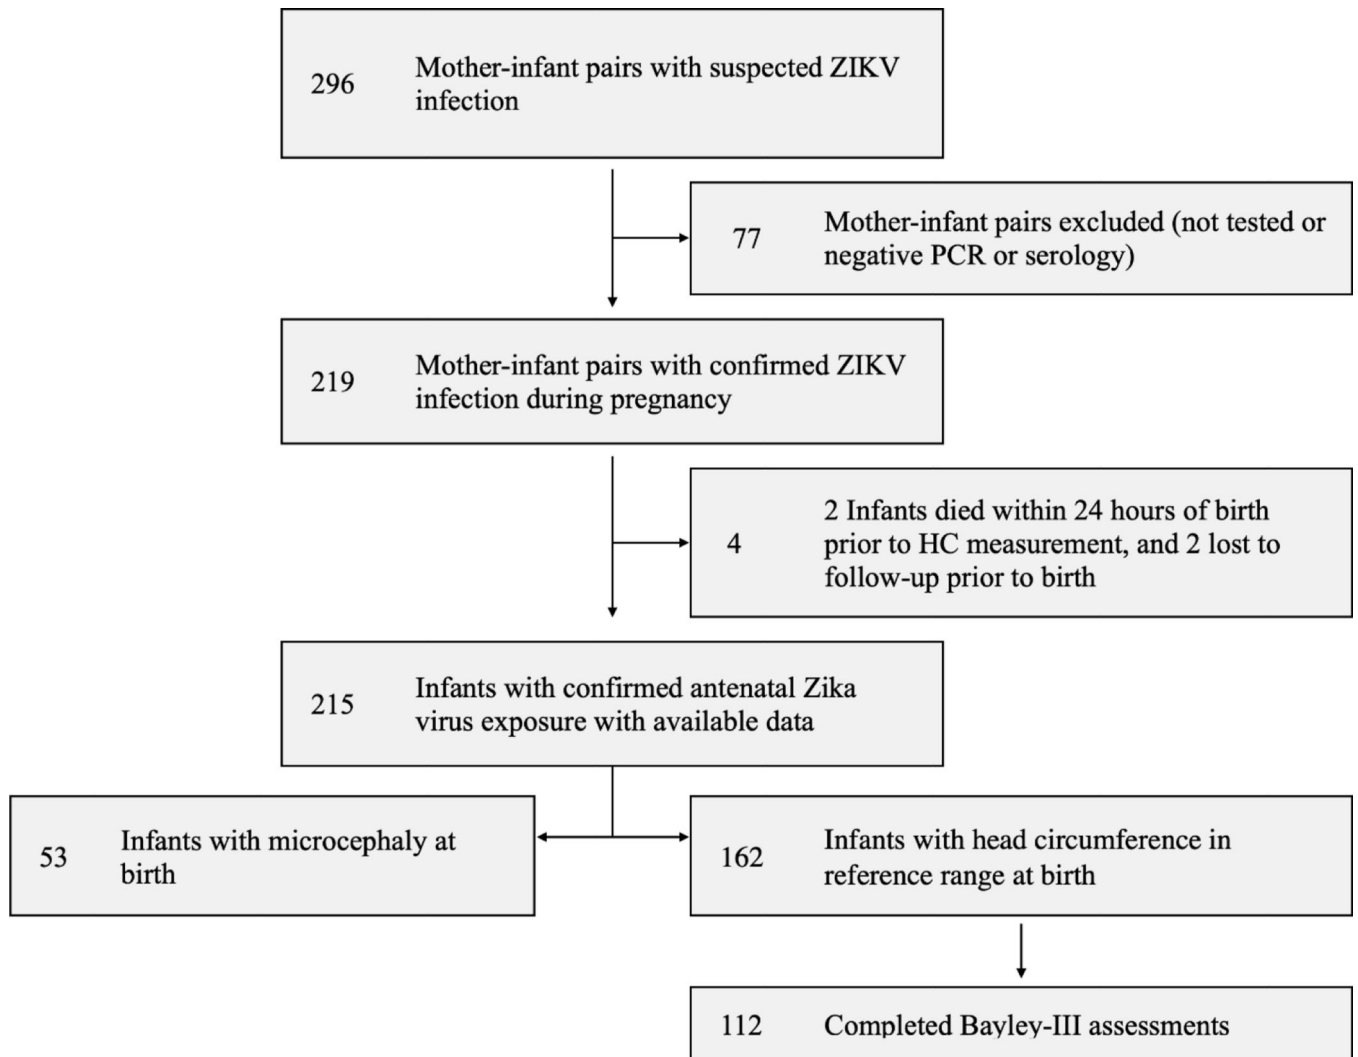 296
Mother-infant pairs with suspected ZIKV
infection
77
Mother-infant pairs excluded (not tested or
negative PCR or serology)
219
Mother-infant pairs with confirmed ZIKV
infection during pregnancy
4
2 Infants died within 24 hours of birth
prior to HC measurement, and 2 lost to
follow-up prior to birth
215
Infants with confirmed antenatal Zika
virus exposure with available data
53
Infants with microcephaly at
birth
162
Infants with head circumference in
reference range at birth
112
Completed Bayley-III assessments